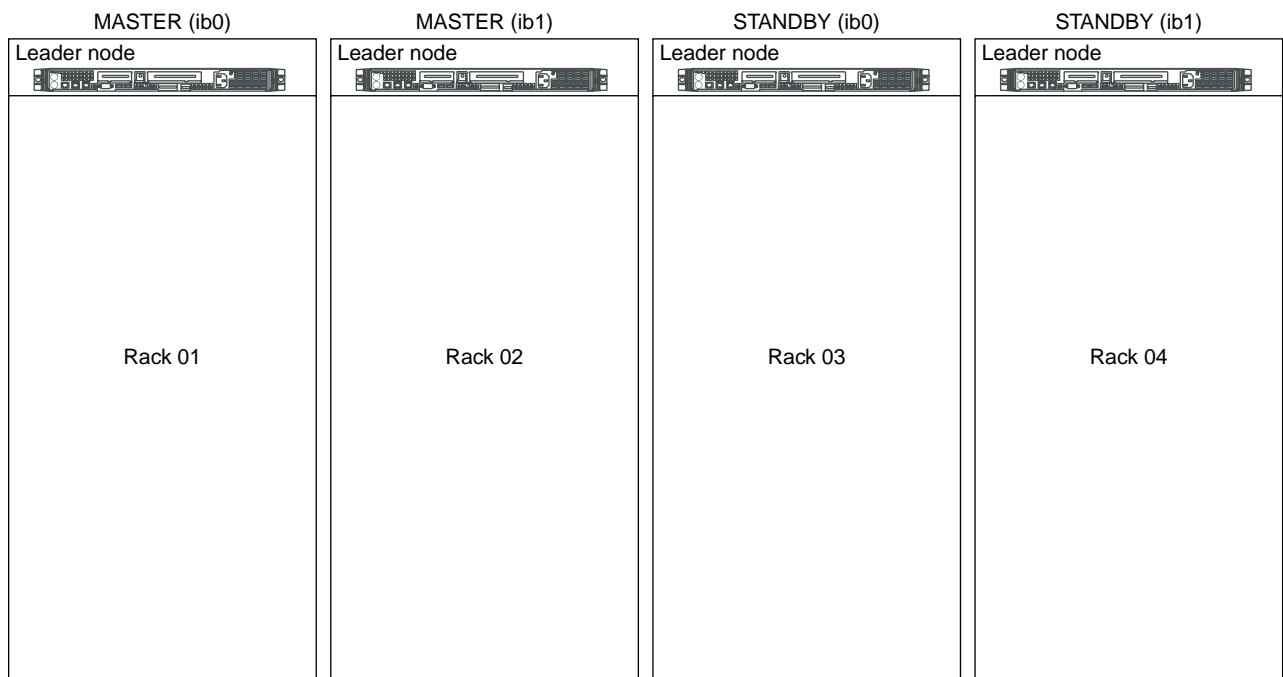 MASTER (ib0)
MASTER (ib1)
STANDBY (ib0)
STANDBY (ib1)
Leader node
Leader node
Leader node
Leader node
Rack 01
Rack 02
Rack 03
Rack 04